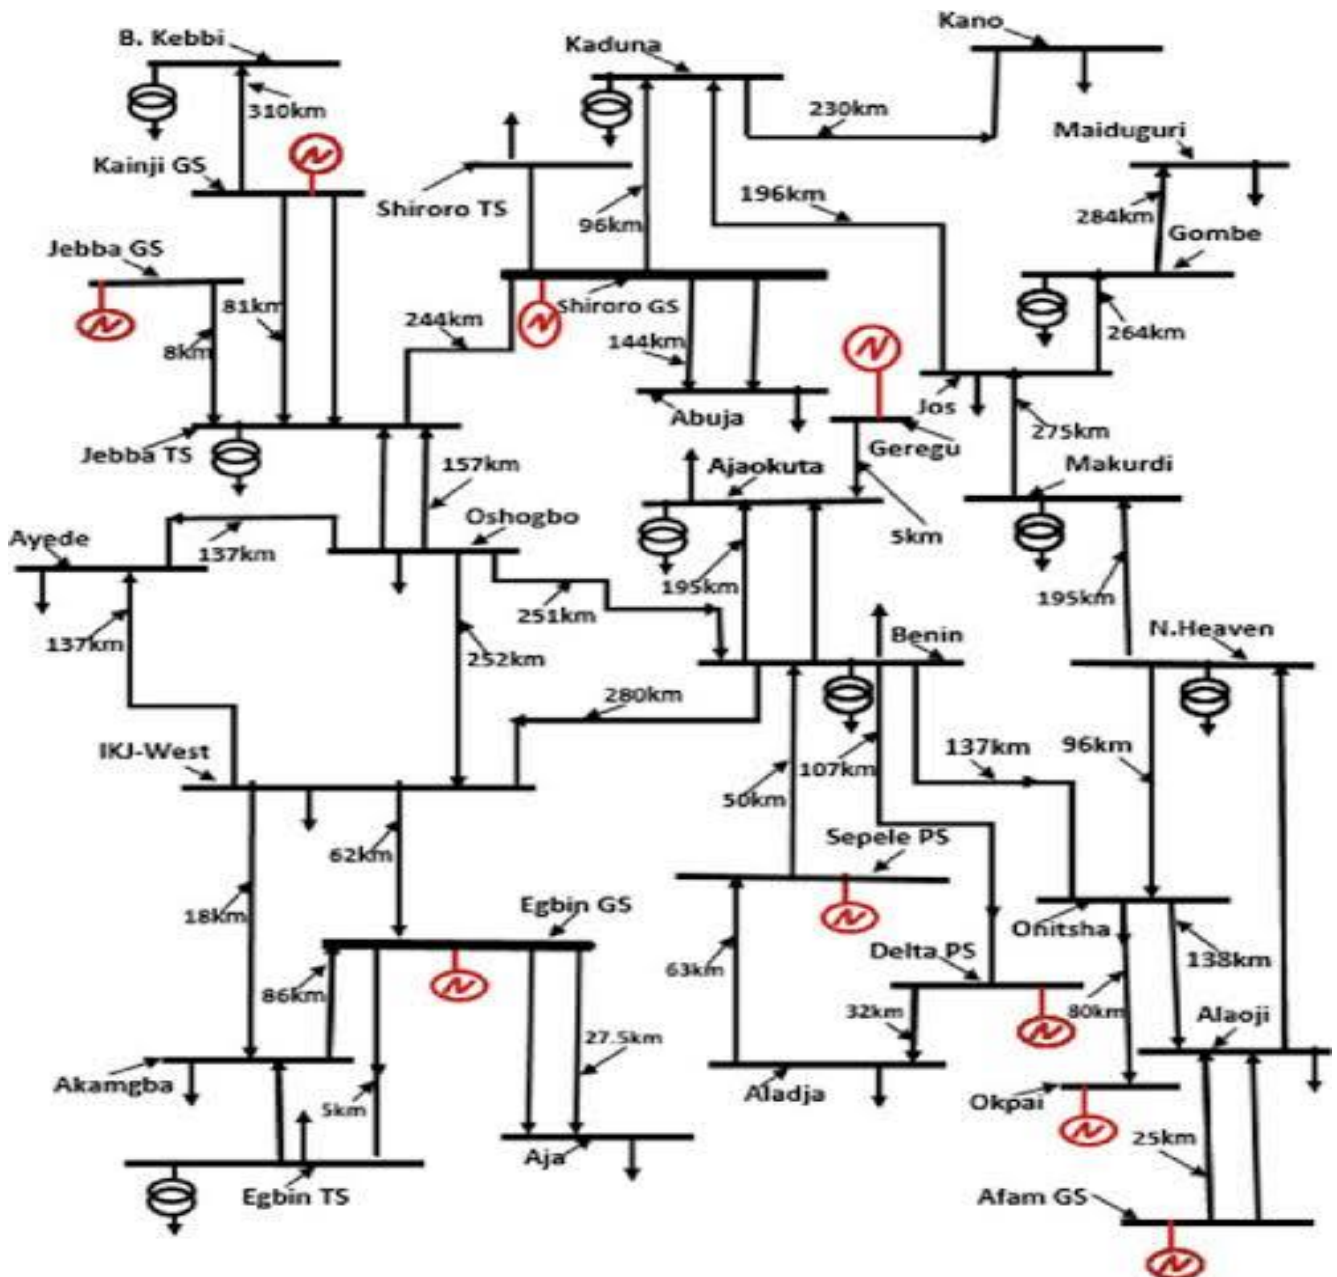 Kano
B. Kebbi
Kaduna
310km
230km
Maiduguri
Kainji GS
Shiroro TS
96km
196km
284km
Gombe
Jebba GS
81km
8km
244km
Shiroro GS
144km
264km
Abuja
Jos
Geregu
275km
Jebba TS
157km
Ajaokuta
Makurdi
Oshogbo
5km
Ayede
137km
195km
251km
195km
137km
252km
Benin
N.Heaven
280km
IKJ-West
137km
96km
107km
50km
62km
Sepele PS
18km
Egbin GS
Onitsha
Delta PS
138km
63km
86km
32km
80km
Alaoji
27.5km
Akamgba
5km
Aladja
Okpai
Aja
25km
Egbin TS
Afam GS